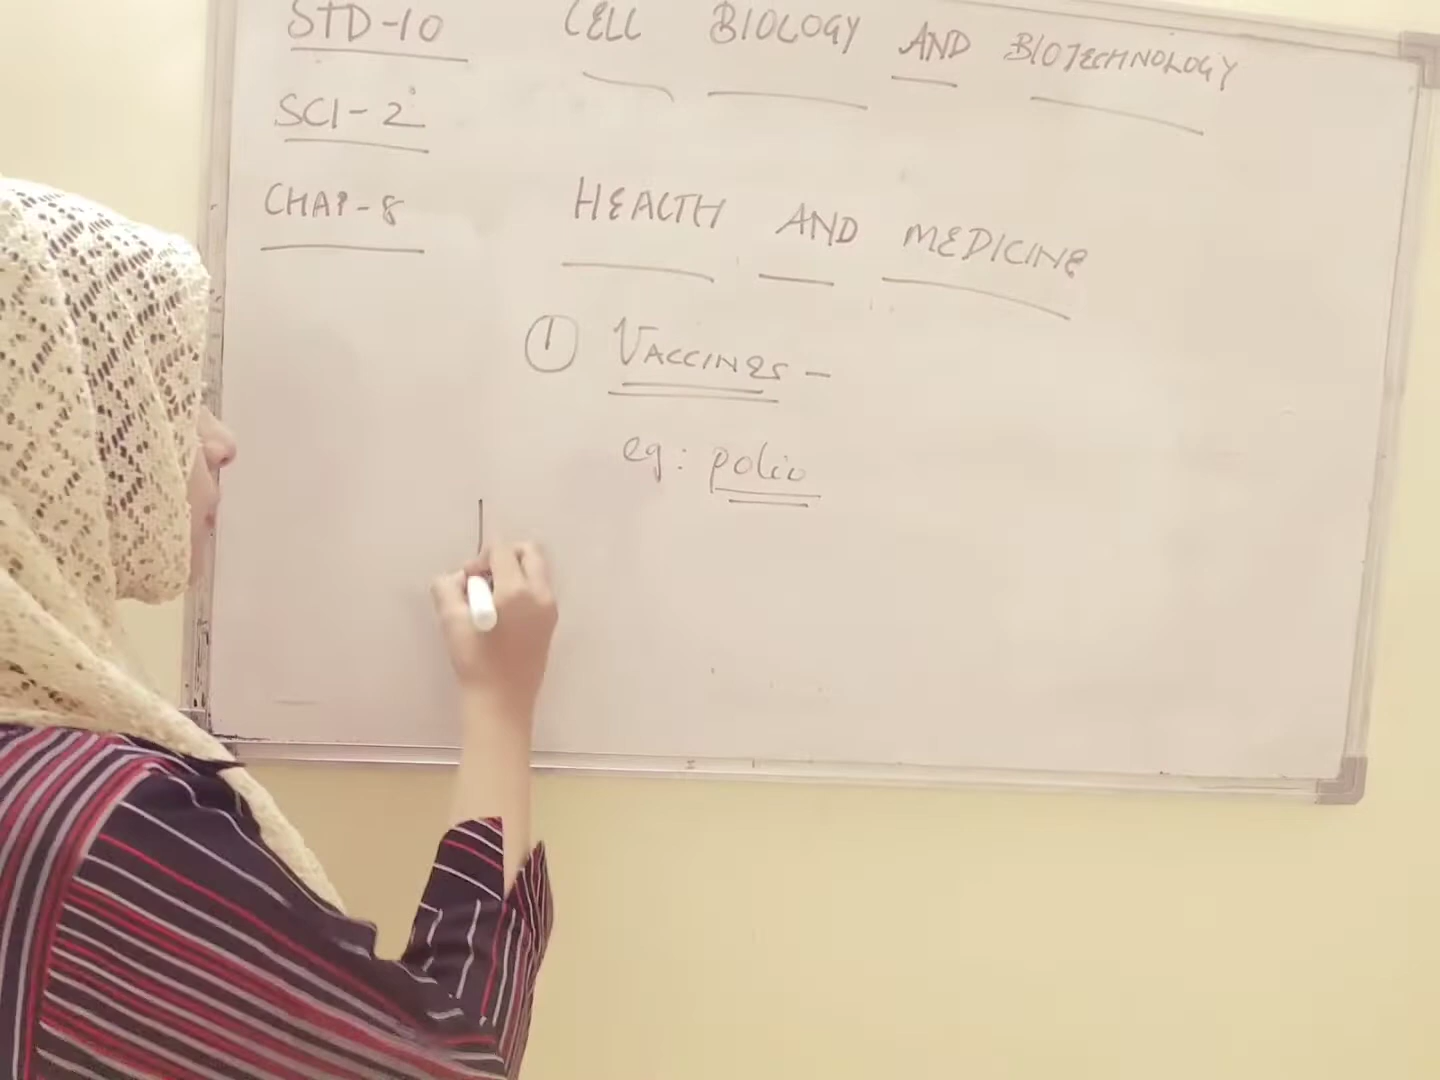 STD-10 CELL BIOLOGY AND BIOTECHNOLOGY
SCI-2
CHAP-8 HEALTH AND MEDICINE
① VACCINES -
eg: polio